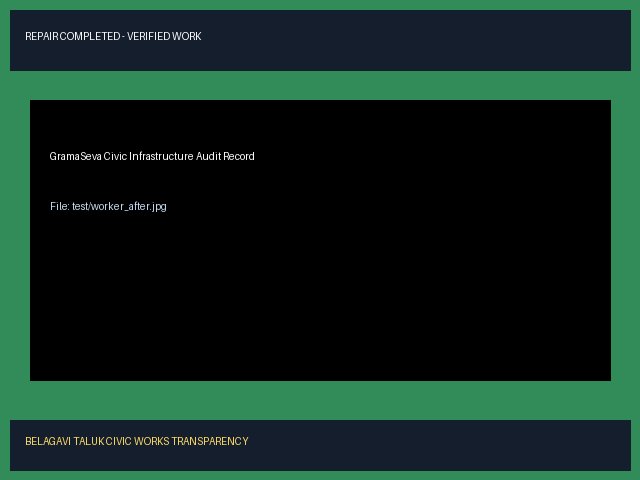 REPAIR COMPLETED - VERIFIED WORK
GramaSeva Civic Infrastructure Audit Record
File: test/worker_after.jpg
BELAGAVI TALUK CIVIC WORKS TRANSPARENCY